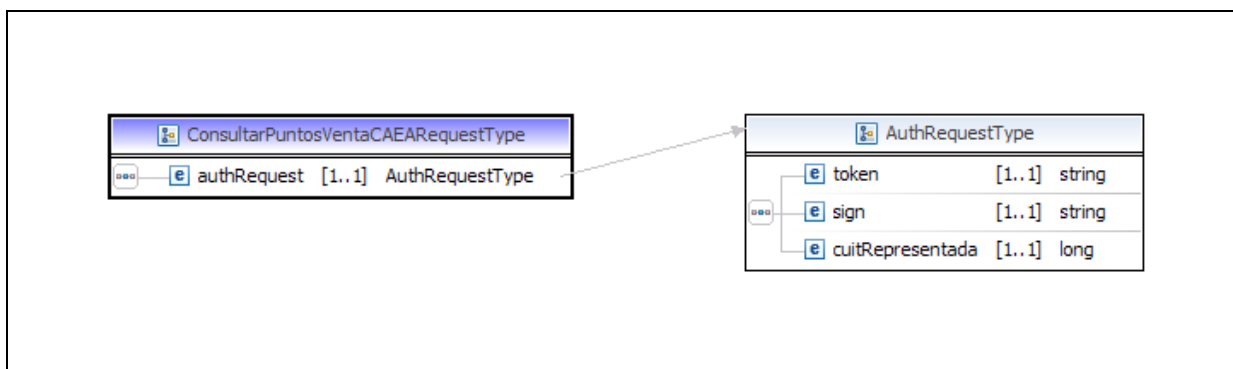 ConsultarPuntosVentaCAEARequestType
e authRequest [1..1] AuthRequestType
AuthRequestType
e token [1..1] string
e sign [1..1] string
e cuitRepresentada [1..1] long